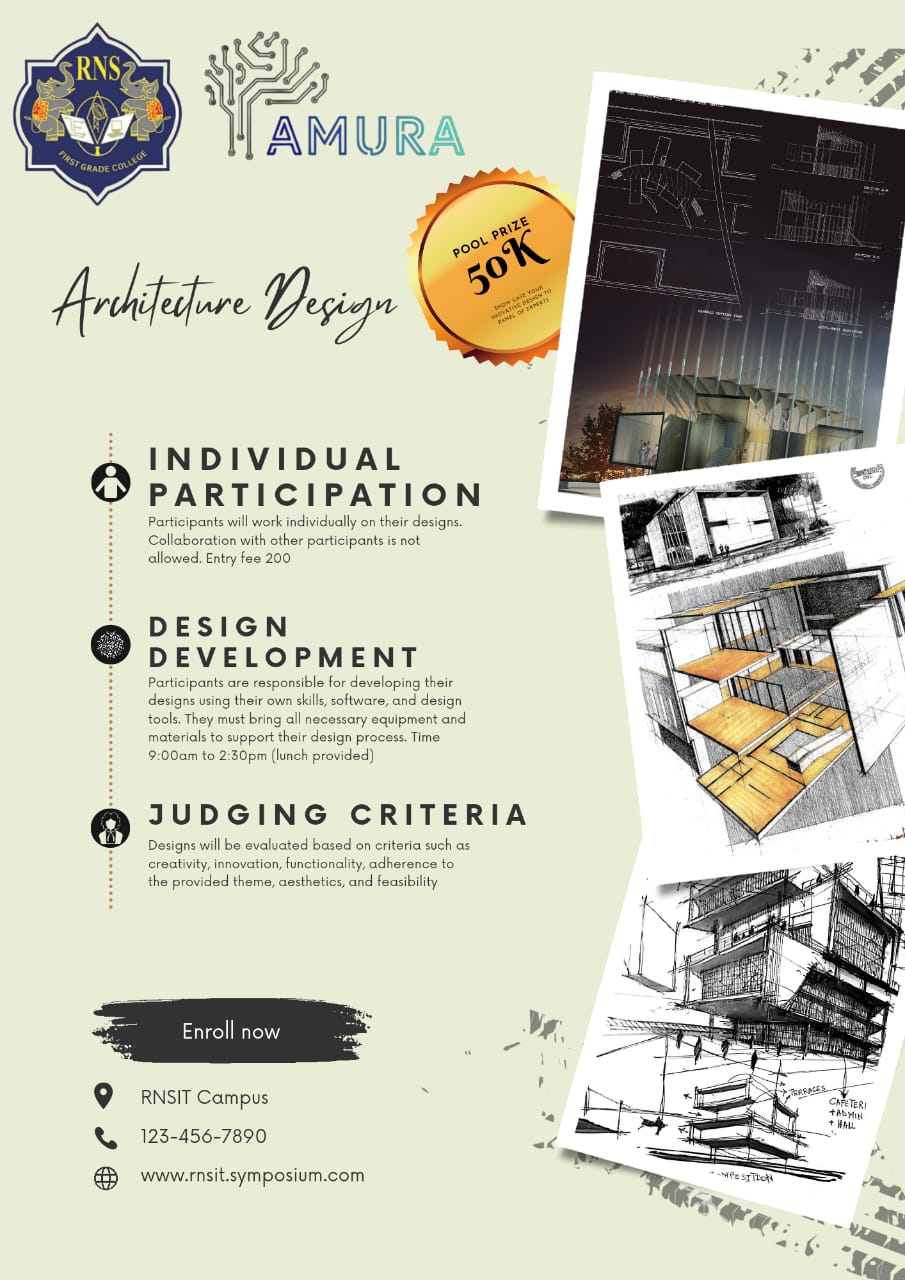 RNS
FIRST GRADE COLLEGE
AMURA
POOL PRIZE
50K
SHOW CASE YOUR
INOVATIVE DESIGN TO
PANEL OF EXPERTS
Architecture Design
INDIVIDUAL
PARTICIPATION
Participants will work individually on their designs.
Collaboration with other participants is not
allowed. Entry fee 200
DESIGN
DEVELOPMENT
Participants are responsible for developing their
designs using their own skills, software, and design
tools. They must bring all necessary equipment and
materials to support their design process. Time
9:00am to 2:30pm (lunch provided)
JUDGING CRITERIA
Designs will be evaluated based on criteria such as
creativity, innovation, functionality, adherence to
the provided theme, aesthetics, and feasibility
Enroll now
RNSIT Campus
123-456-7890
www.rnsit.symposium.com
TERRACES
CAFETERI
+ADMIN
+ HALL